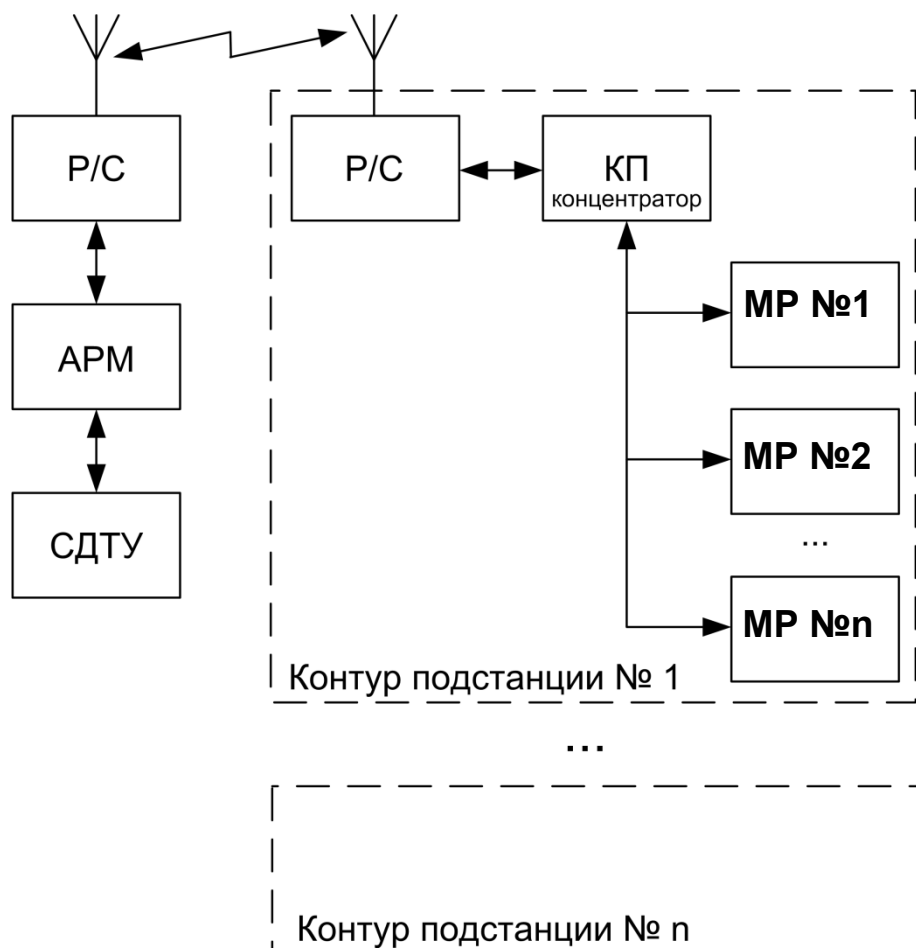 Р/С
АРМ
СДТУ
Р/С
КП
концентратор
МР №1
МР №2
...
МР №n
Контур подстанции № 1
...
Контур подстанции № n